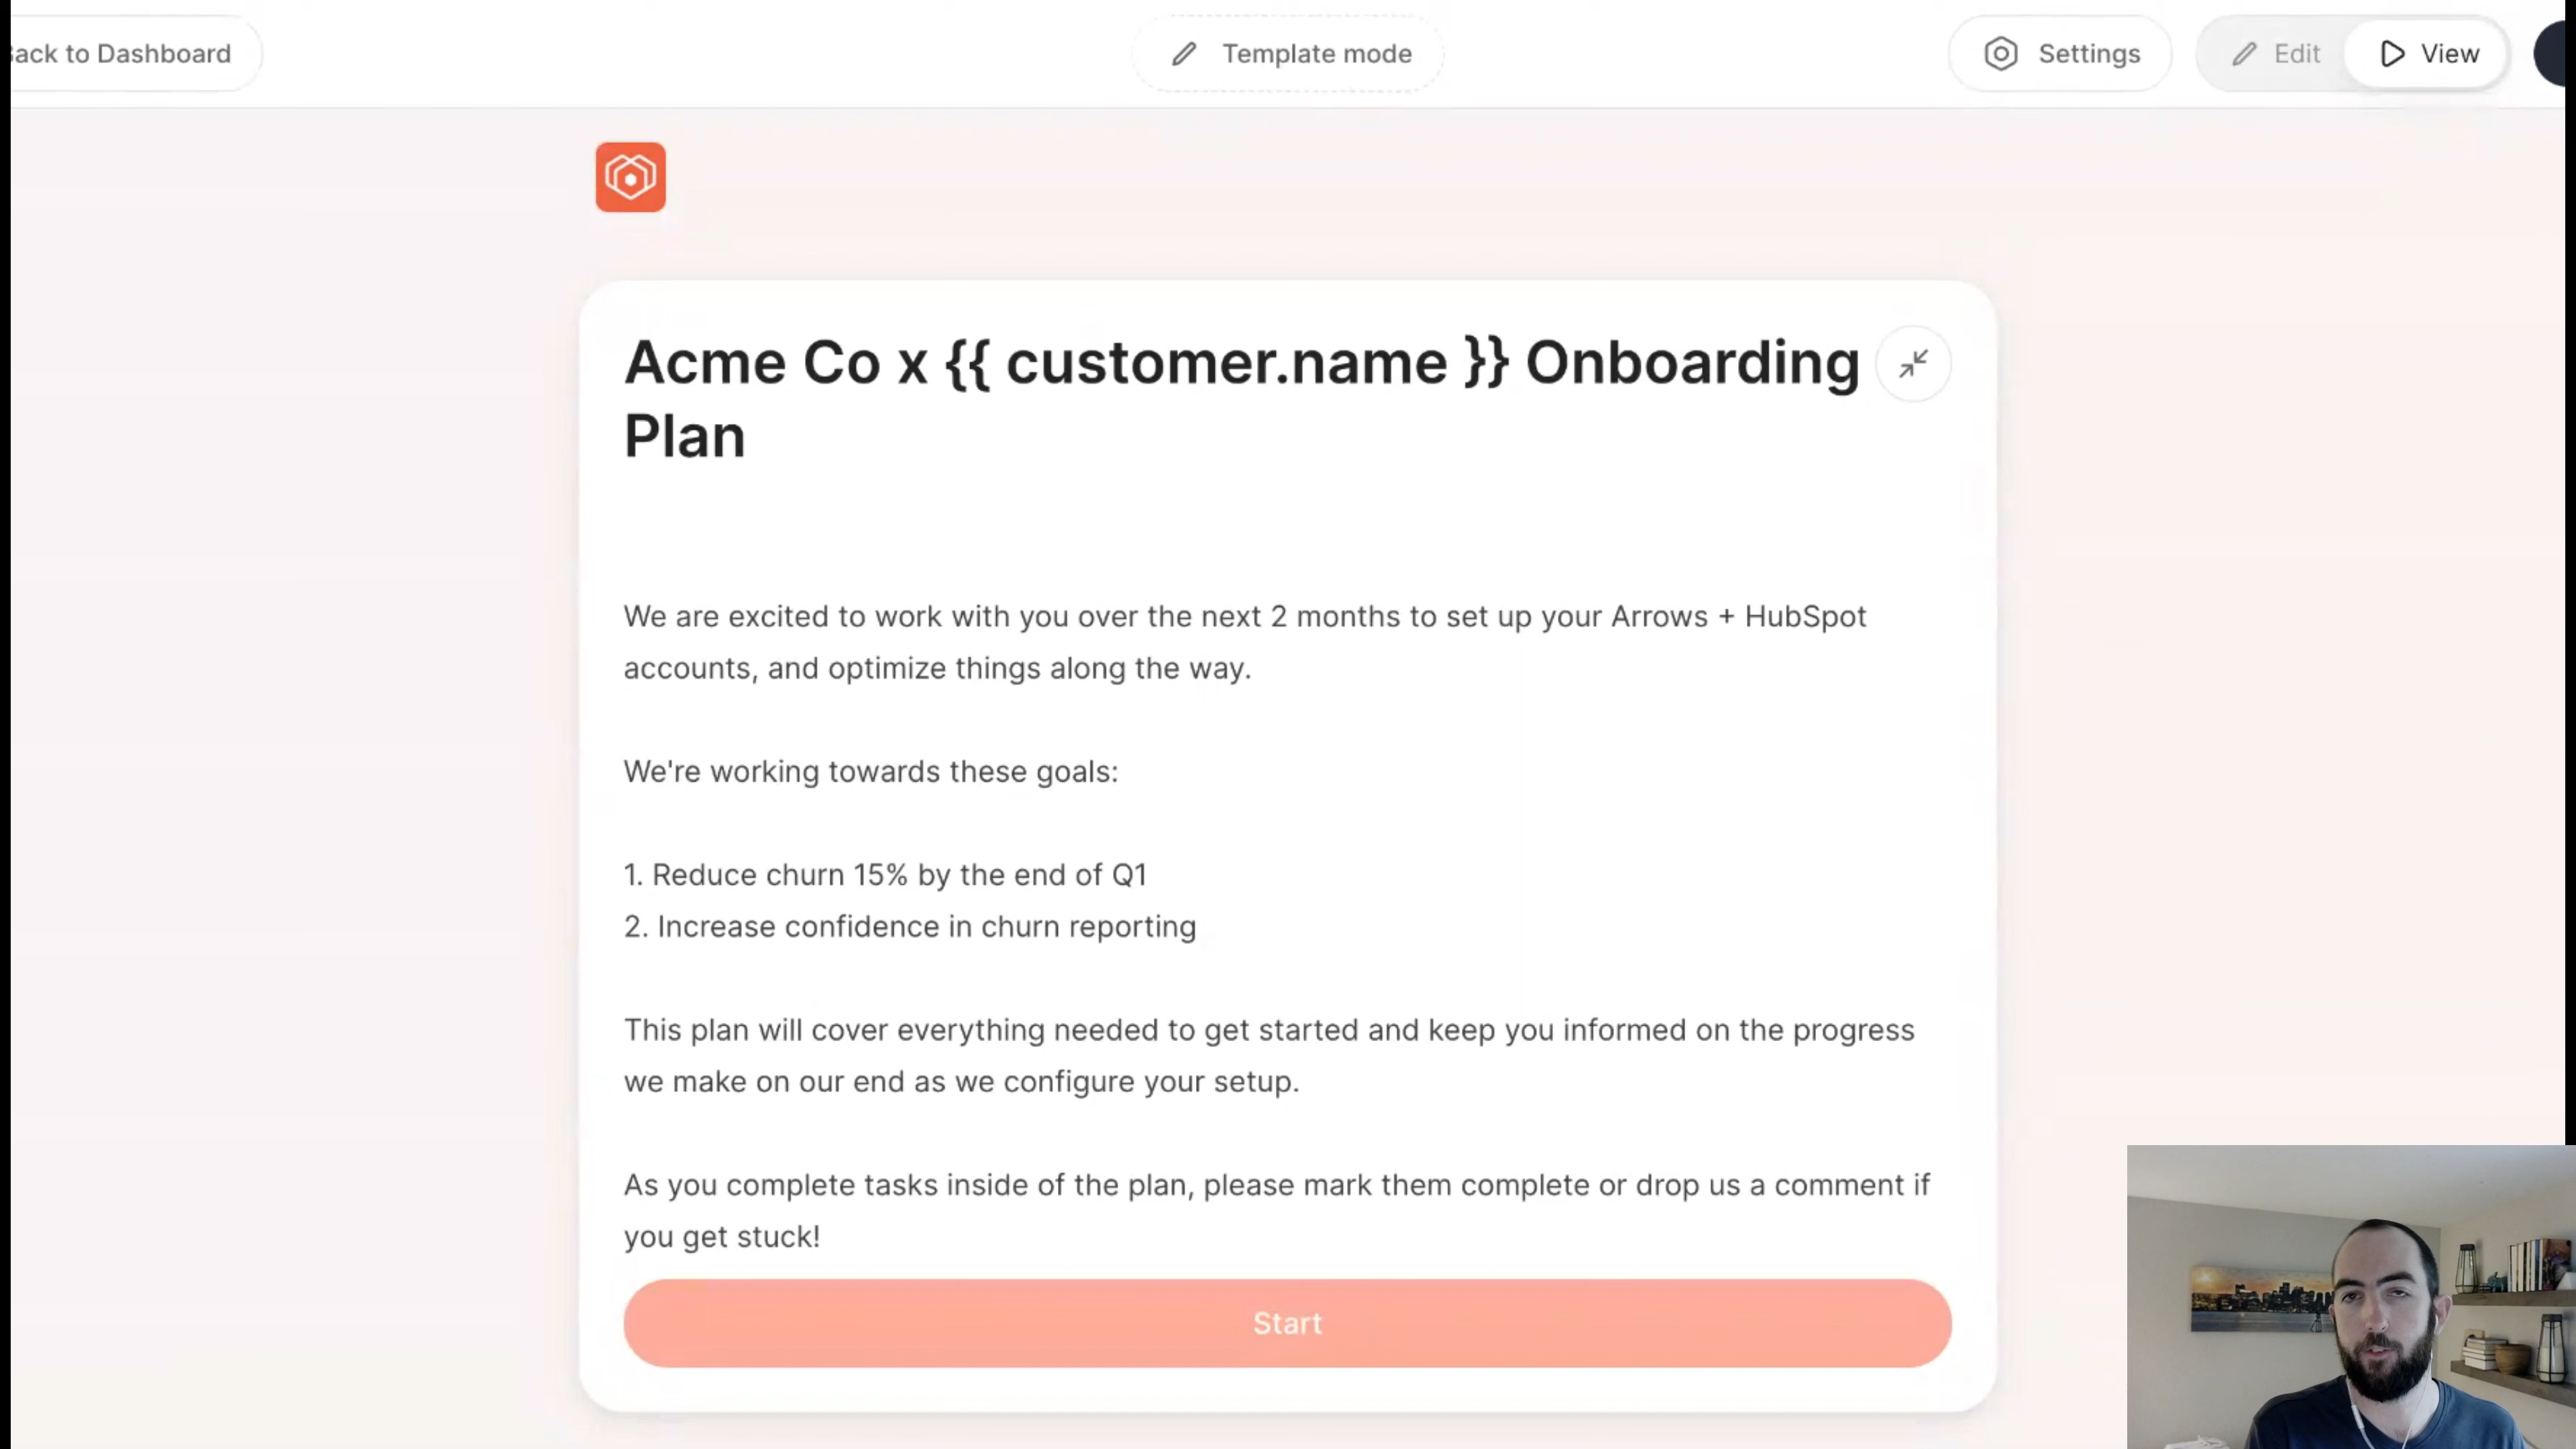 Back to Dashboard
Template mode
Settings
Edit
View
Acme Co x {{ customer.name }} Onboarding
Plan
We are excited to work with you over the next 2 months to set up your Arrows + HubSpot
accounts, and optimize things along the way.
We're working towards these goals:
1. Reduce churn 15% by the end of Q1
2. Increase confidence in churn reporting
This plan will cover everything needed to get started and keep you informed on the progress
we make on our end as we configure your setup.
As you complete tasks inside of the plan, please mark them complete or drop us a comment if
you get stuck!
Start